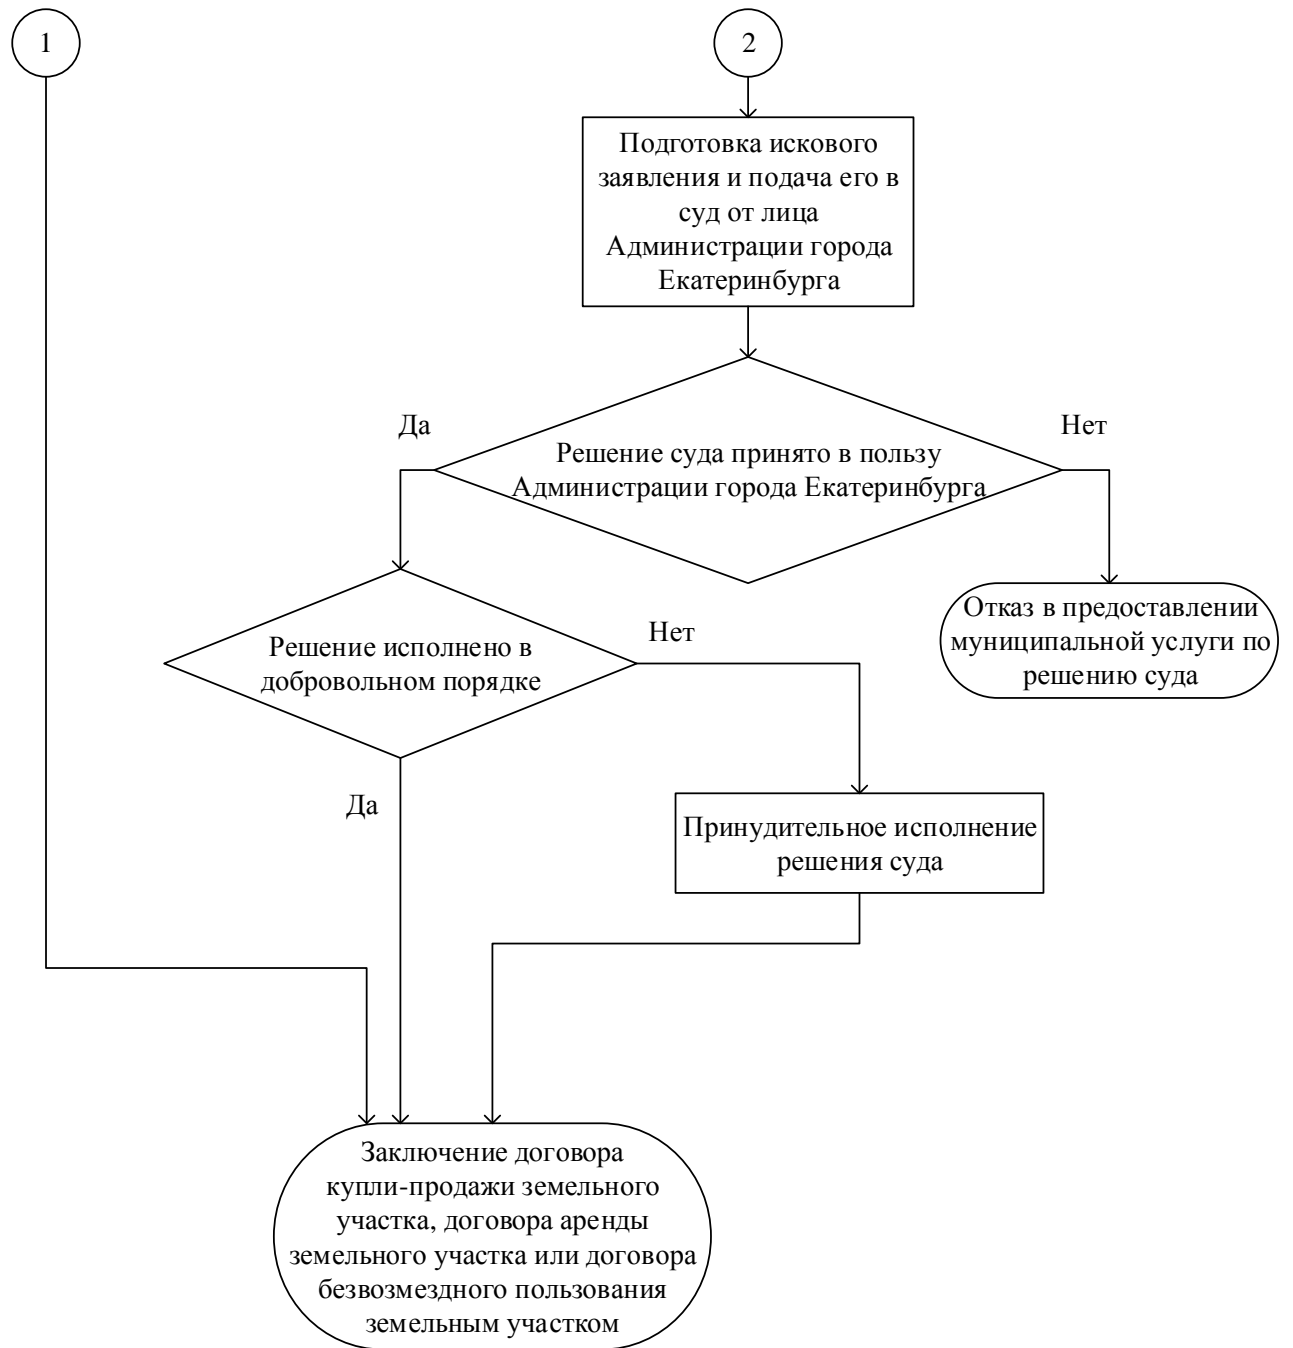 1
2
Подготовка искового
заявления и подача его в
суд от лица
Администрации города
Екатеринбурга
Да
Нет
Решение суда принято в пользу
Администрации города Екатеринбурга
Отказ в предоставлении
муниципальной услуги по
решению суда
Нет
Решение исполнено в
добровольном порядке
Да
Принудительное исполнение
решения суда
Заключение договора
купли-продажи земельного
участка, договора аренды
земельного участка или договора
безвозмездного пользования
земельным участком